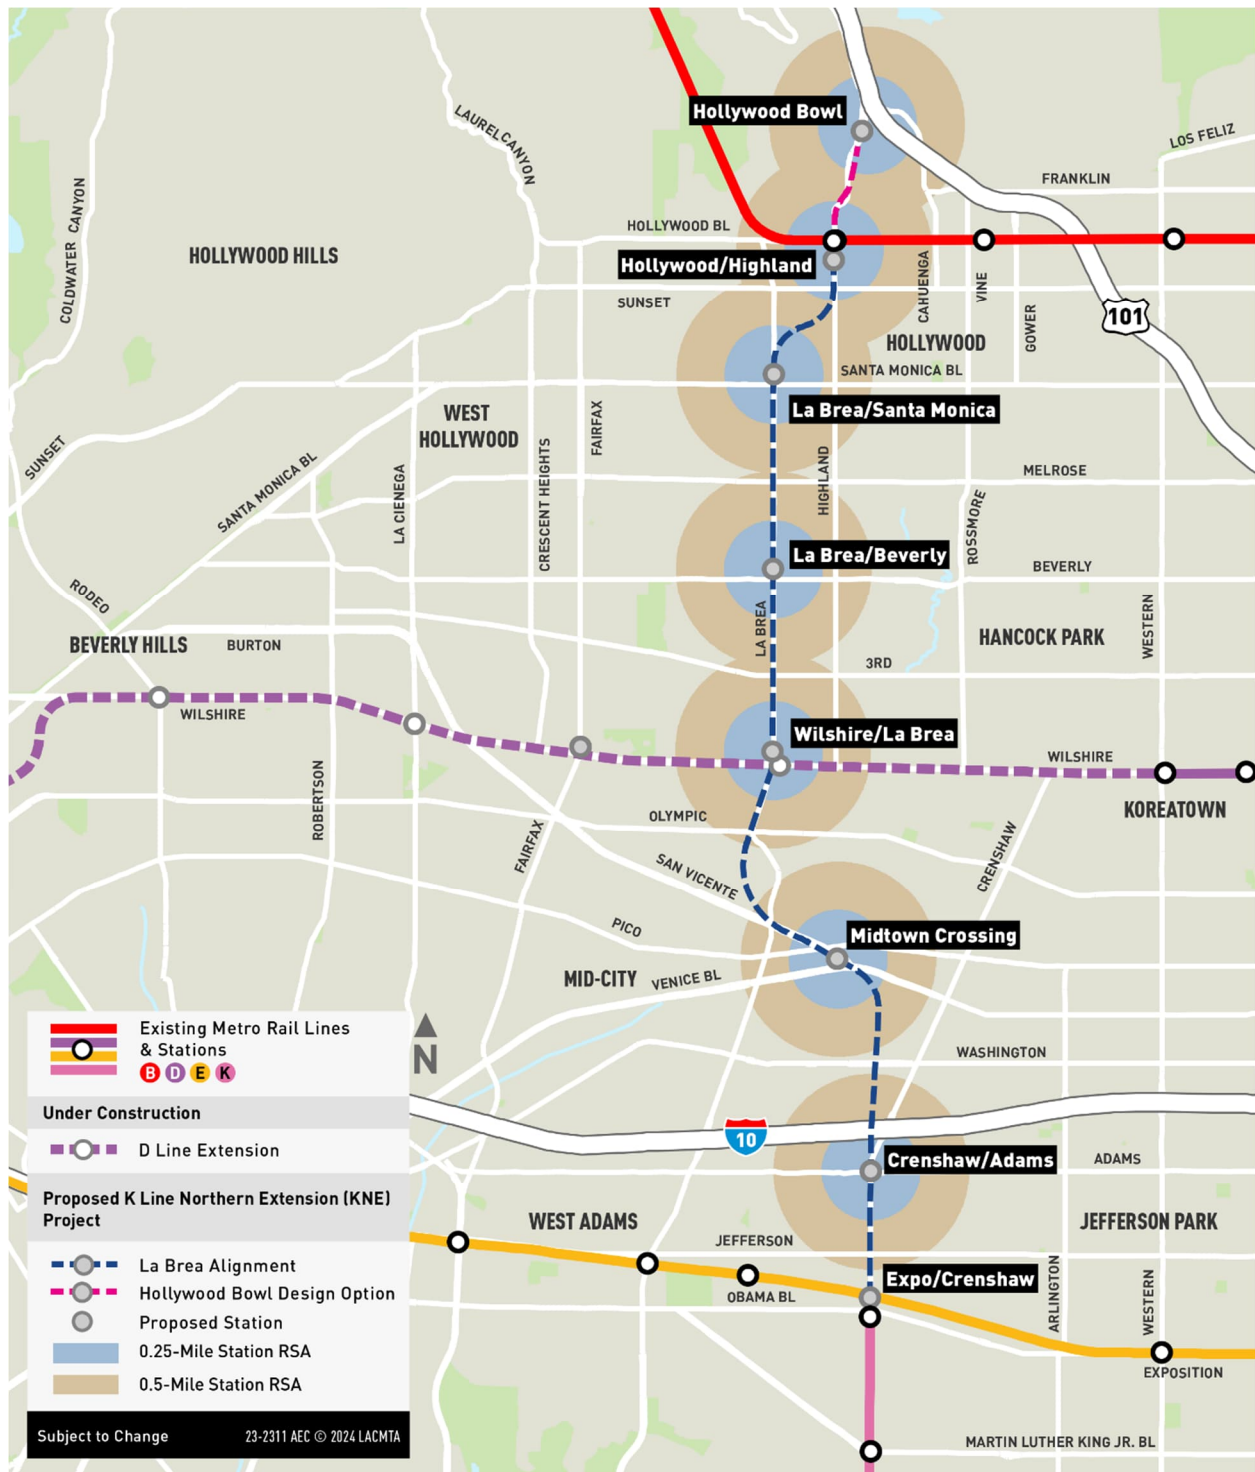 Hollywood Bowl
LAUREL CANYON
LOS FELIZ
COLDWATER CANYON
FRANKLIN
HOLLYWOOD BL
HOLLYWOOD HILLS
Hollywood/Highland
CAHUENGA
VINE
SUNSET
GOWER
101
HOLLYWOOD
SANTA MONICA BL
WEST
HOLLYWOOD
FAIRFAX
La Brea/Santa Monica
SUNSET
SANTA MONICA BL
LA CIENEGA
CRESCENT HEIGHTS
HIGHLAND
MELROSE
ROSSMORE
La Brea/Beverly
BEVERLY
RODEO
BEVERLY HILLS
BURTON
LA BREA
HANCOCK PARK
WESTERN
3RD
WILSHIRE
Wilshire/La Brea
WILSHIRE
ROBERTSON
OLYMPIC
KOREATOWN
FAIRFAX
SAN VICENTE
CRENSHAW
PICO
Midtown Crossing
MID-CITY
VENICE BL
N
WASHINGTON
10
Crenshaw/Adams
ADAMS
WEST ADAMS
JEFFERSON
JEFFERSON PARK
Expo/Crenshaw
OBAMA BL
ARLINGTON
WESTERN
EXPOSITION
MARTIN LUTHER KING JR. BL
Existing Metro Rail Lines
& Stations
B D E K
Under Construction
D Line Extension
Proposed K Line Northern Extension (KNE)
Project
La Brea Alignment
Hollywood Bowl Design Option
Proposed Station
0.25-Mile Station RSA
0.5-Mile Station RSA
Subject to Change 23-2311 AEC © 2024 LACMTA